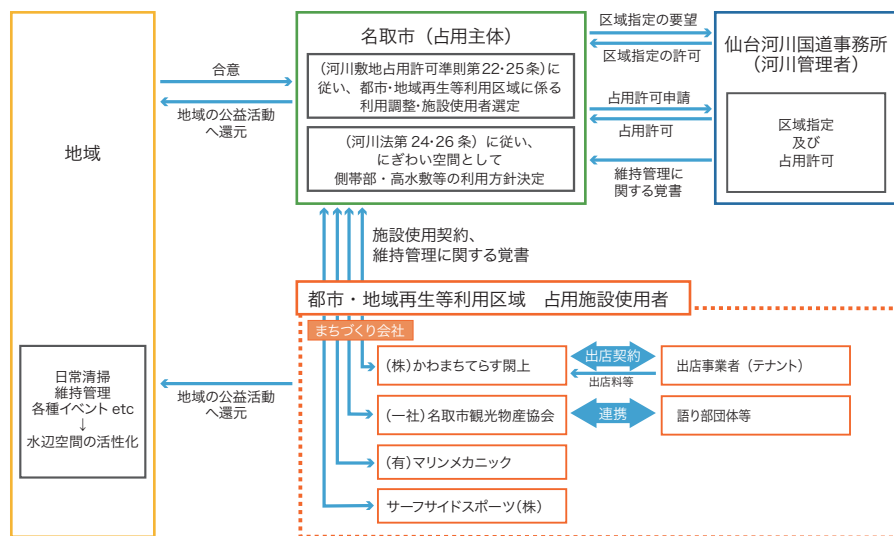 名取市（占用主体）
(河川敷地占用許可準則第22・25条)に
従い、都市・地域再生等利用区域に係る
利用調整・施設使用者選定
（河川法第24・26 条）に従い、
にぎわい空間として
側帯部・高水敷等の利用方針決定
区域指定の要望
区域指定の許可
占用許可申請
占用許可
維持管理に
関する覚書
仙台河川国道事務所
（河川管理者）
区域指定
及び
占用許可
合意
地域の公益活動
へ還元
地域
施設使用契約、
維持管理に関する覚書
都市・地域再生等利用区域　占用施設使用者
まちづくり会社
(株)かわまちてらす閖上
出店契約
出店料等
出店事業者（テナント）
(一社)名取市観光物産協会
連携
語り部団体等
(有)マリンメカニック
サーフサイドスポーツ(株)
日常清掃
維持管理
各種イベント etc
↓
水辺空間の活性化
地域の公益活動
へ還元